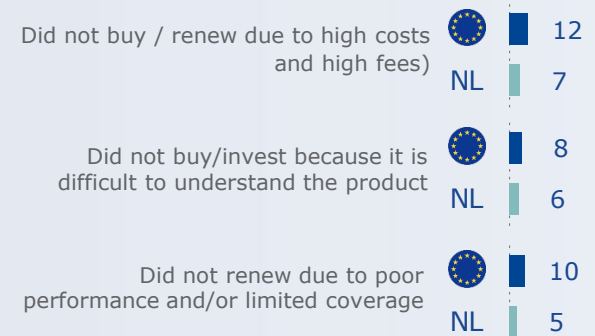 Did not buy / renew due to high costs
and high fees)
12
NL 7
Did not buy/invest because it is
difficult to understand the product
8
NL 6
Did not renew due to poor
performance and/or limited coverage
10
NL 5